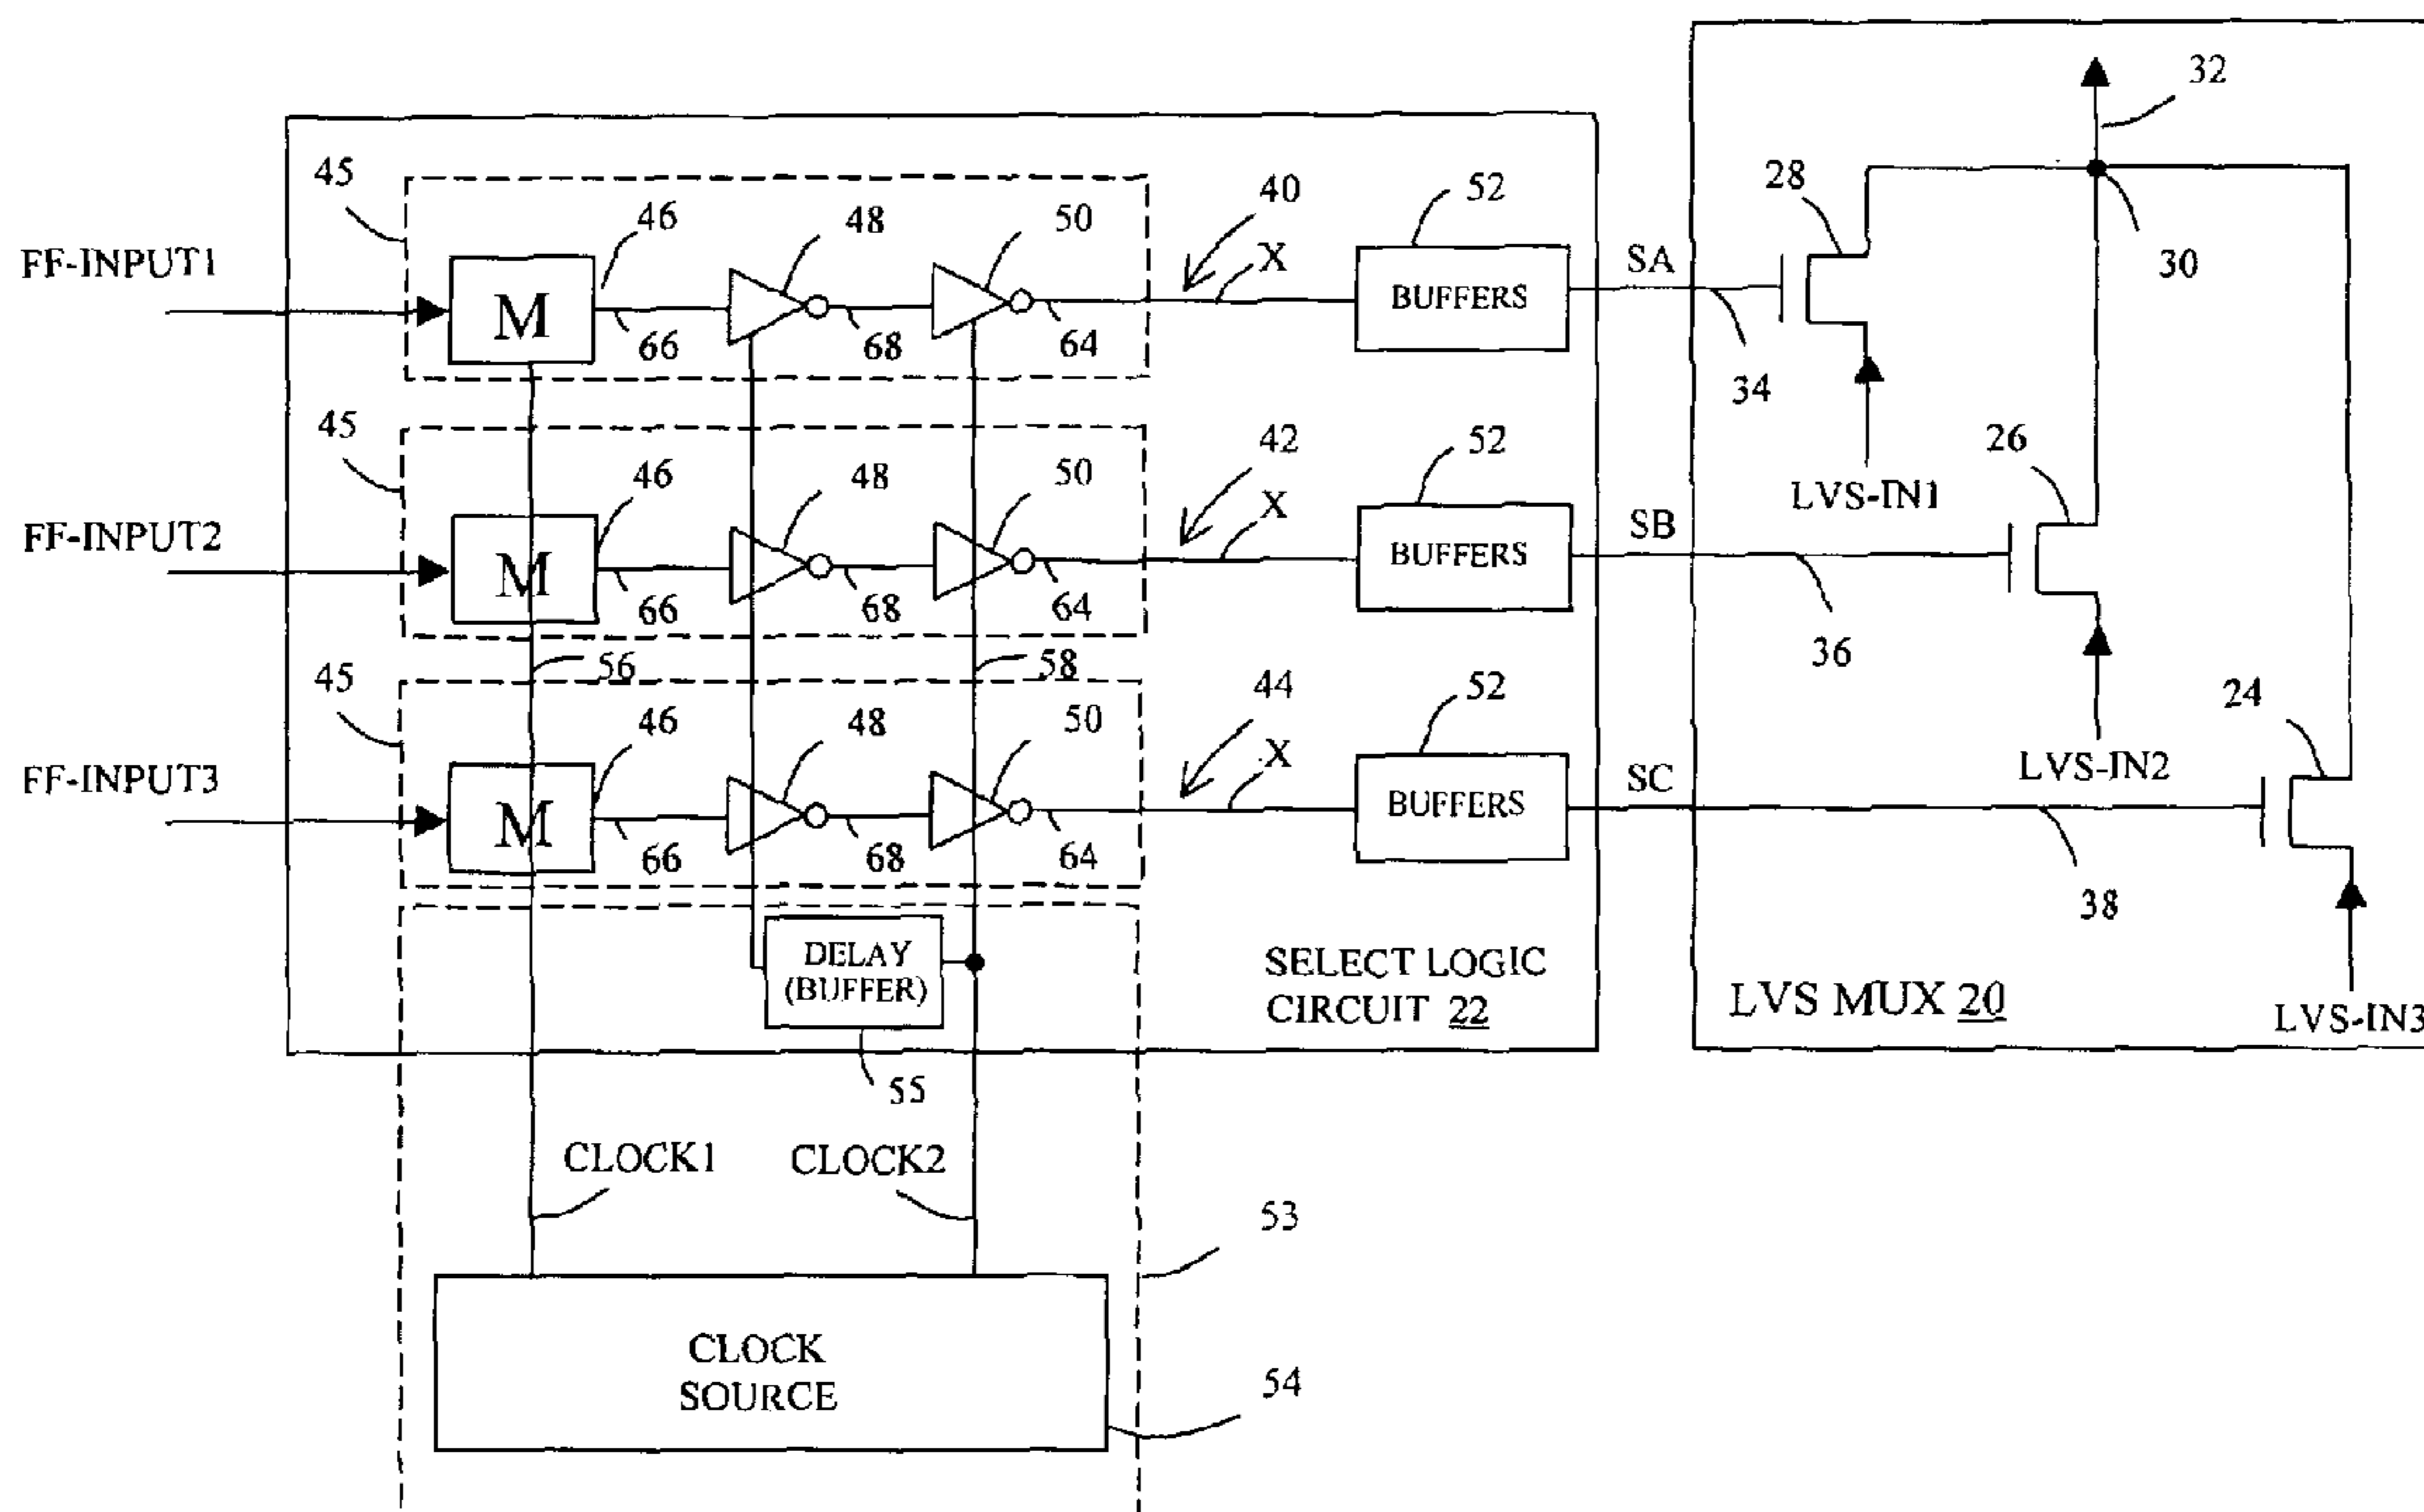 32
45
40
52
28
46
48
50
FF-INPUT1
X
SA
30
M
BUFFERS
66
68
64
34
45
42
52
26
46
48
50
LVS-IN1
FF-INPUT2
X
SB
M
BUFFERS
66
68
64
36
56
58
45
44
52
24
46
48
50
FF-INPUT3
X
SC
LVS-IN2
M
BUFFERS
66
68
64
38
DELAY
(BUFFER)
SELECT LOGIC
CIRCUIT 22
LVS MUX 20
LVS-IN3
55
CLOCK1
CLOCK2
53
CLOCK
SOURCE
54